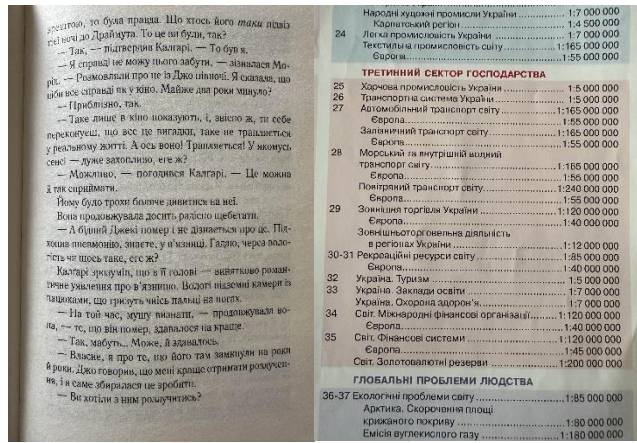 то була правда. Що хтось його таки підвіз
ночі до Драймута. То це ви були, так?
— Так, — підтвердив Калгарі. — То був я.
— Я справді не можу цього забути, — зізналася Мо-
— Розмовляли про це із Джо півночі. Я сказала, що
все справді як у кіно. Майже два роки минуло?
— Приблизно, так.
— Таке лише в кіно показують, і, звісно ж, ти себе
переконуєш, що все це вигадки, таке не трапляється
у реальному житті. А ось воно! Трапляється! У якомусь
сенсі — дуже захопливо, еге ж?
— Можливо, — погодився Калгарі. — Це можна
й так сприймати.
Йому було трохи боляче дивитися на неї.
Вона продовжувала досить радісно щебетати.
— А бідний Джекі помер і не дізнається про це. Під-
хопив пневмонію, знаєте, у в'язниці. Гадаю, через воло-
гість чи щось таке, еге ж?
Калгарі зрозумів, що в її голові — винятково роман-
тичне уявлення про в'язницю. Вологі підземні камери із
пацюками, що гризуть чиїсь пальці на ногах.
— На той час, мушу визнати, — продовжувала во-
на, — те, що він помер, здавалося на краще.
— Так, мабуть... Може, й здавалось.
— Власне, я про те, що його там замкнули на роки
й роки. Джо говорив, що мені краще отримати розлучен-
ня, і я саме збиралася це зробити.
— Ви хотіли з ним розлучитись?
Народні художні промисли України 1:7 000 000
Карпатський регіон 1:4 500 000
24 Легка промисловість України 1:7 000 000
Текстильна промисловість світу 1:165 000 000
Європа 1:55 000 000
ТРЕТИННИЙ СЕКТОР ГОСПОДАРСТВА
25 Харчова промисловість України 1:5 000 000
26 Транспортна система України 1:5 000 000
27 Автомобільний транспорт світу 1:165 000 000
Європа 1:55 000 000
Залізничний транспорт світу 1:165 000 000
Європа 1:55 000 000
28 Морський та внутрішній водний
транспорт світу 1:165 000 000
Європа 1:55 000 000
Повітряний транспорт світу 1:240 000 000
Європа 1:55 000 000
29 Зовнішня торгівля України 1:120 000 000
Європа 1:40 000 000
Зовнішньоторговельна діяльність
в регіонах України 1:12 000 000
30-31 Рекреаційні ресурси світу 1:85 000 000
Європа 1:40 000 000
32 Україна. Туризм 1:5 000 000
33 Україна. Заклади освіти 1:7 000 000
Україна. Охорона здоров'я 1:7 000 000
34 Світ. Міжнародні фінансові організації 1:120 000 000
Європа 1:40 000 000
35 Світ. Фінансові системи 1:120 000 000
Європа 1:45 000 000
Світ. Золотовалютні резерви 1:200 000 000
ГЛОБАЛЬНІ ПРОБЛЕМИ ЛЮДСТВА
36-37 Екологічні проблеми світу 1:85 000 000
Арктика. Скорочення площі
крижаного покриву 1:80 000 000
Емісія вуглекислого газу 1:180 000 000